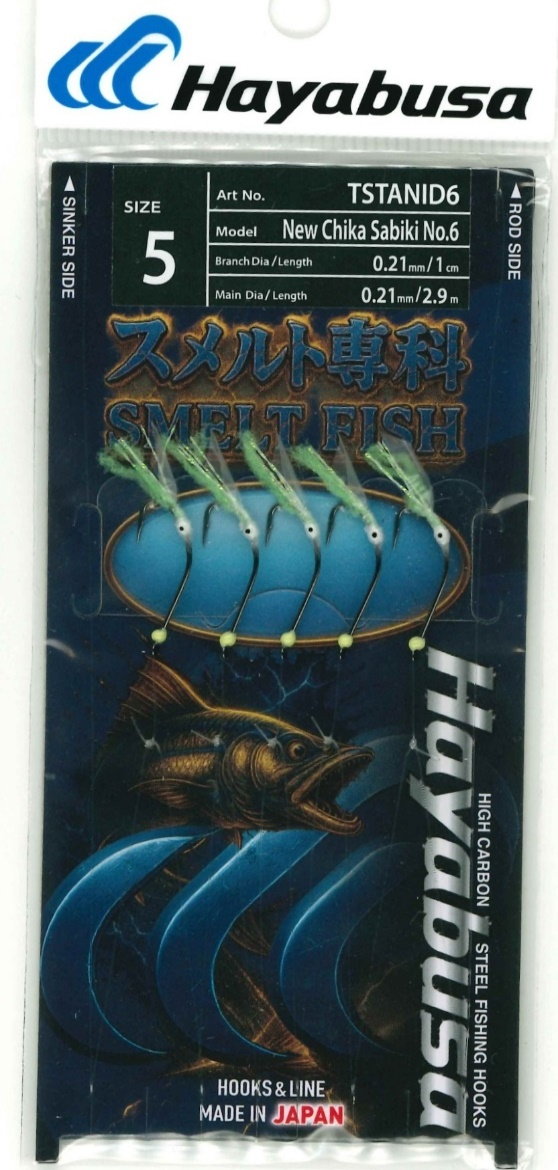 Hayabusa
SINKER SIDE
ROD SIDE
SIZE
5
Art No. TSTANID6
Model New Chika Sabiki No.6
Branch Dia / Length 0.21mm/1cm
Main Dia / Length 0.21mm/2.9m
スメルト専科
SMELT FISH
Hayabusa
HIGH CARBON STEEL FISHING HOOKS
HOOKS & LINE
MADE IN JAPAN